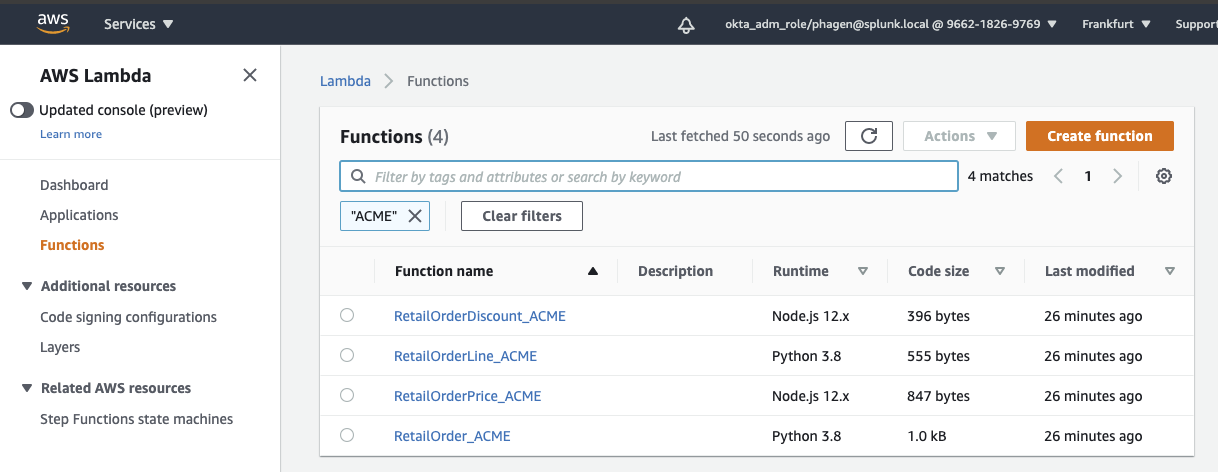 aws Services okta_adm_role/phagen@splunk.local @ 9662-1826-9769 Frankfurt Support
AWS Lambda
Updated console (preview)
Learn more
Dashboard
Applications
Functions
Additional resources
Code signing configurations
Layers
Related AWS resources
Step Functions state machines
Lambda Functions
Functions (4) Last fetched 50 seconds ago Actions Create function
Filter by tags and attributes or search by keyword 4 matches 1
"ACME" Clear filters
Function name Description Runtime Code size Last modified
RetailOrderDiscount_ACME Node.js 12.x 396 bytes 26 minutes ago
RetailOrderLine_ACME Python 3.8 555 bytes 26 minutes ago
RetailOrderPrice_ACME Node.js 12.x 847 bytes 26 minutes ago
RetailOrder_ACME Python 3.8 1.0 kB 26 minutes ago